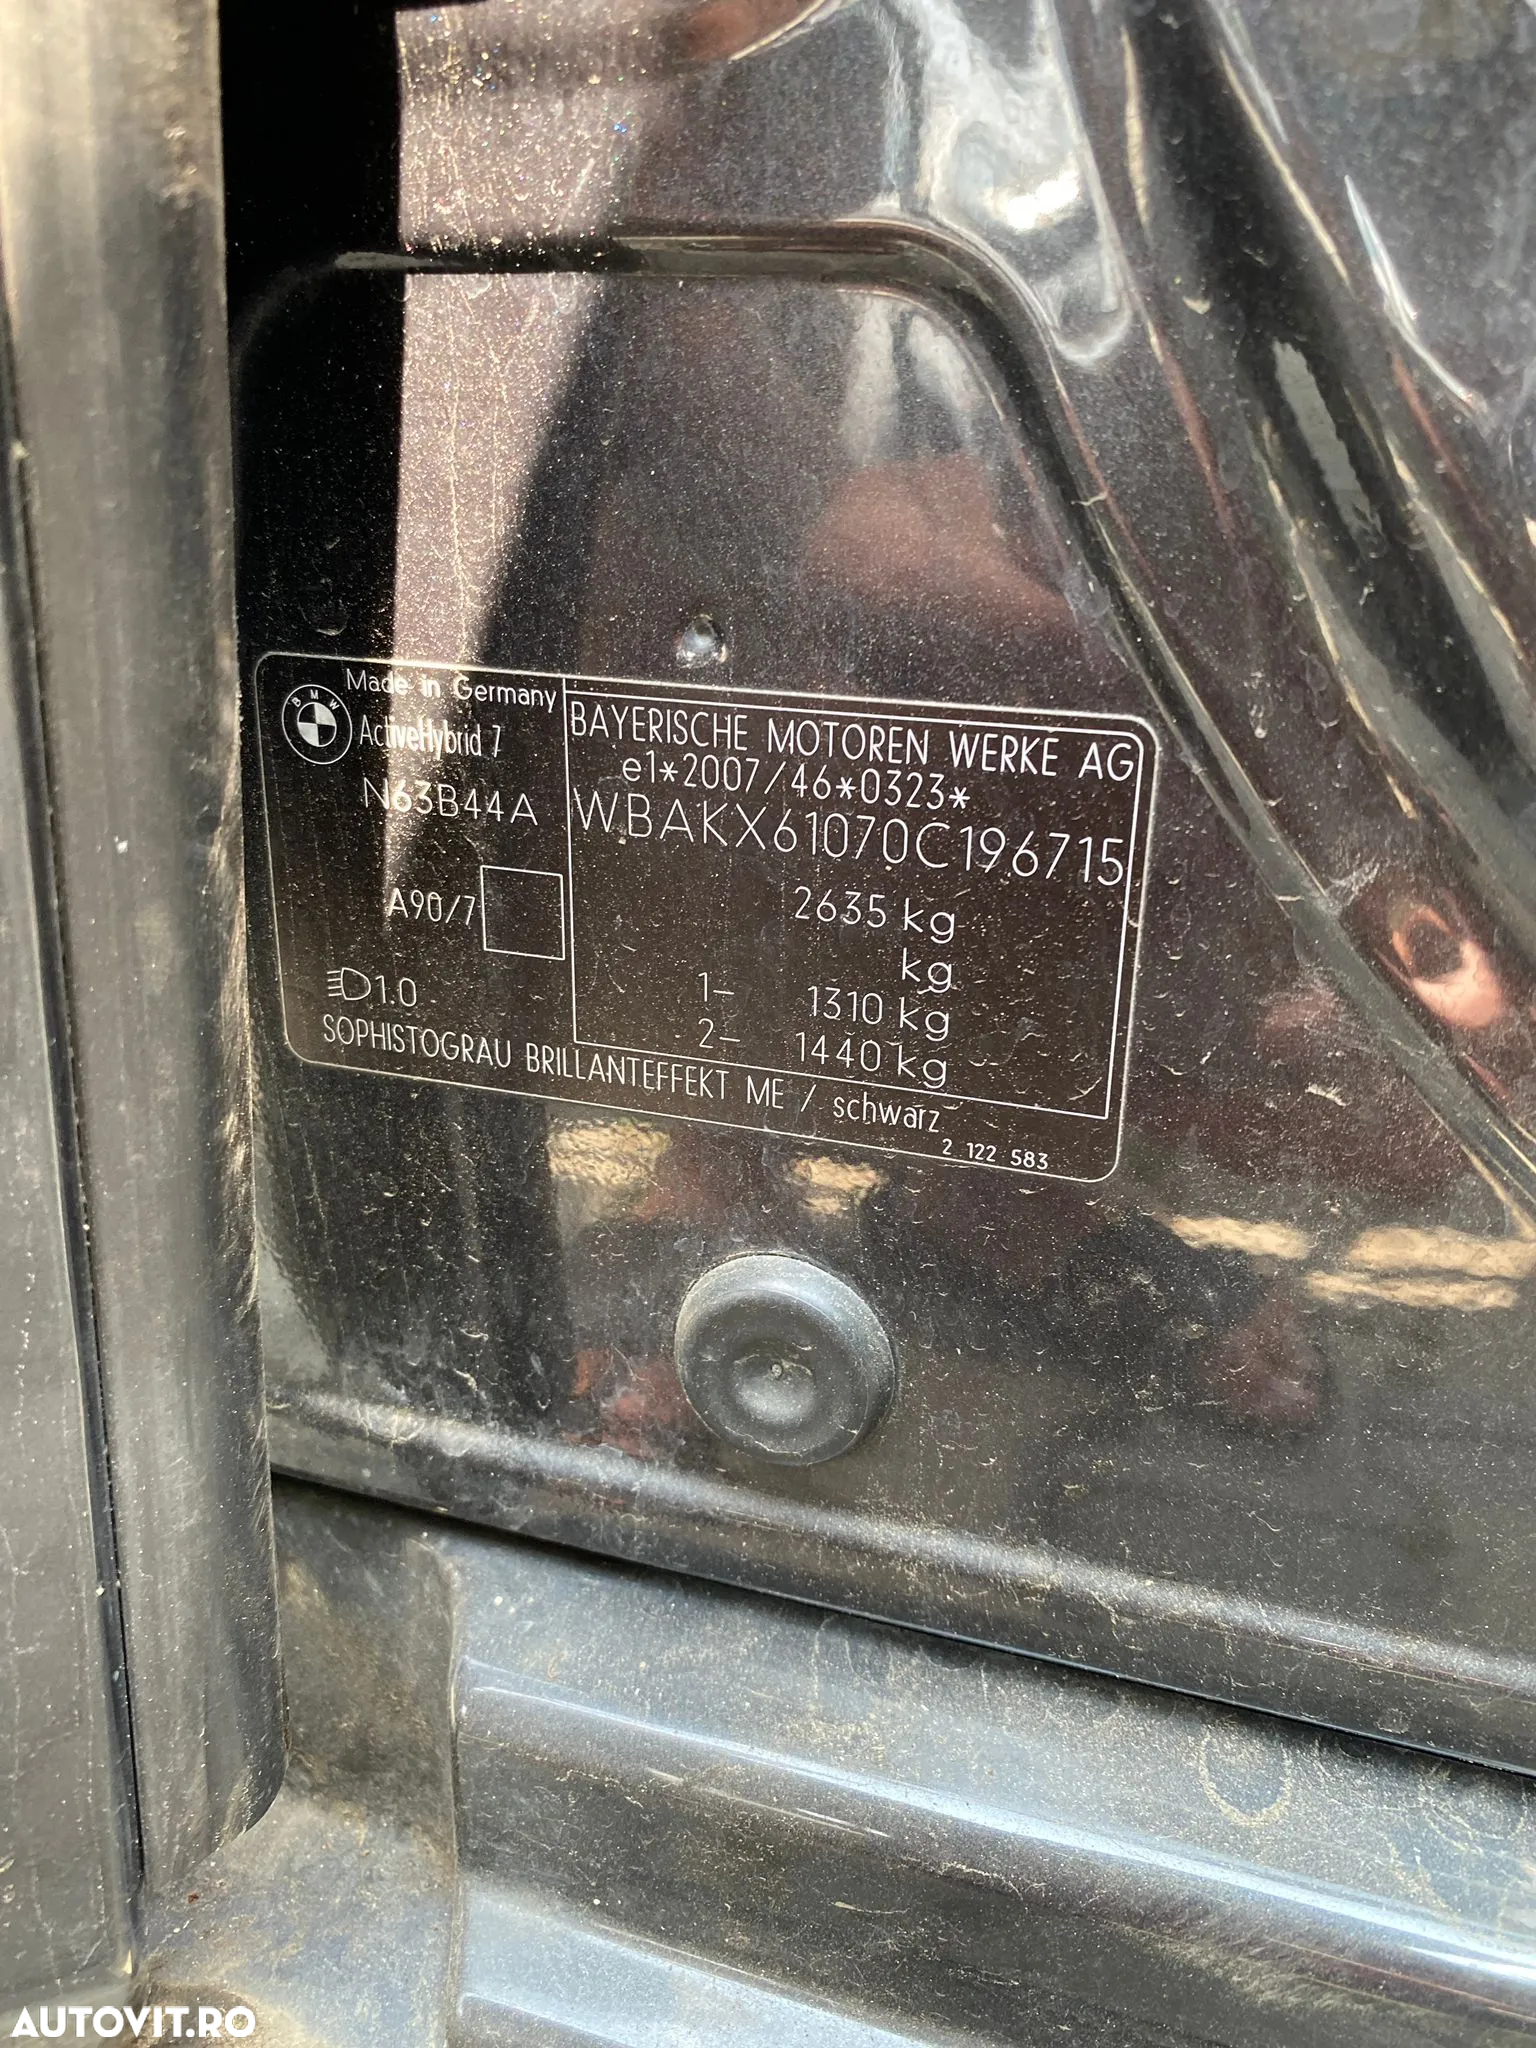 BMW
Made in Germany
ActiveHybrid 7
N63B44A
A90/7
1.0
BAYERISCHE MOTOREN WERKE AG
e1*2007/46*0323*
WBAKX61070C196715
2635 kg
kg
1- 1310 kg
2- 1440 kg
SOPHISTOGRAU BRILLANTEFFEKT ME / schwarz
2 122 583
AUTOVIT.RO